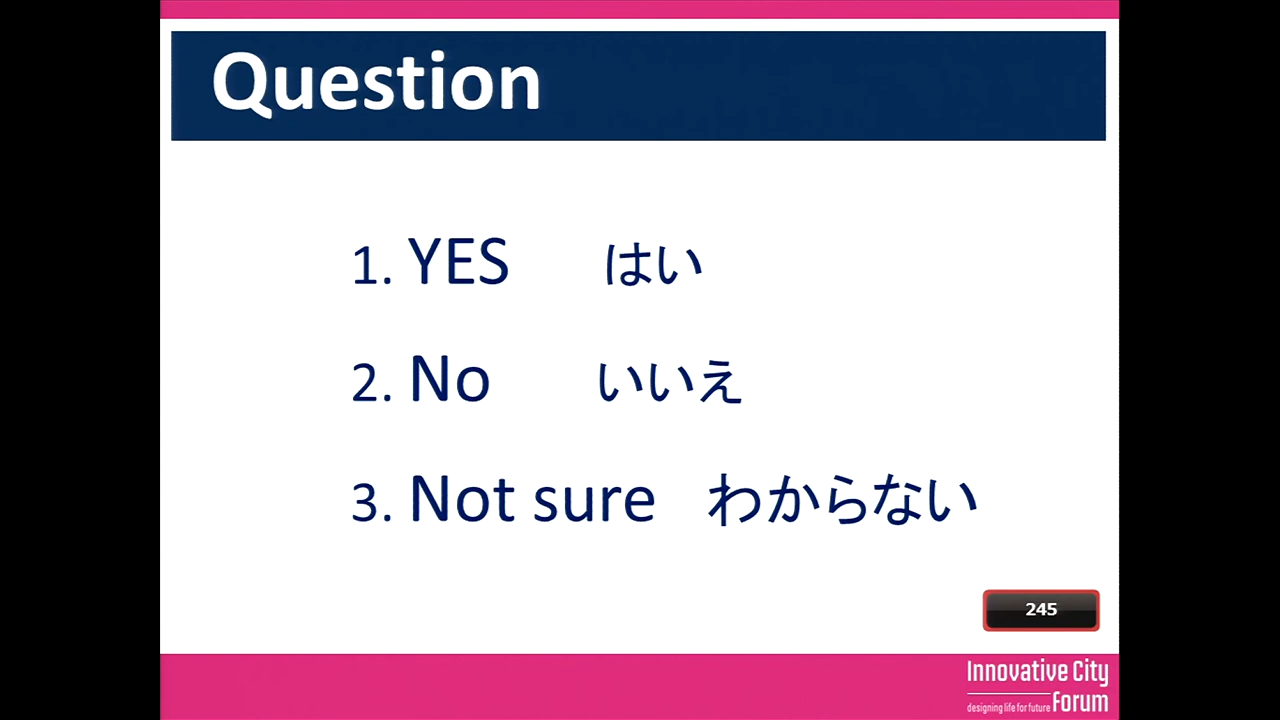 Question
1. YES はい
2. No いいえ
3. Not sure わからない
245
Innovative City
designing life for future Forum